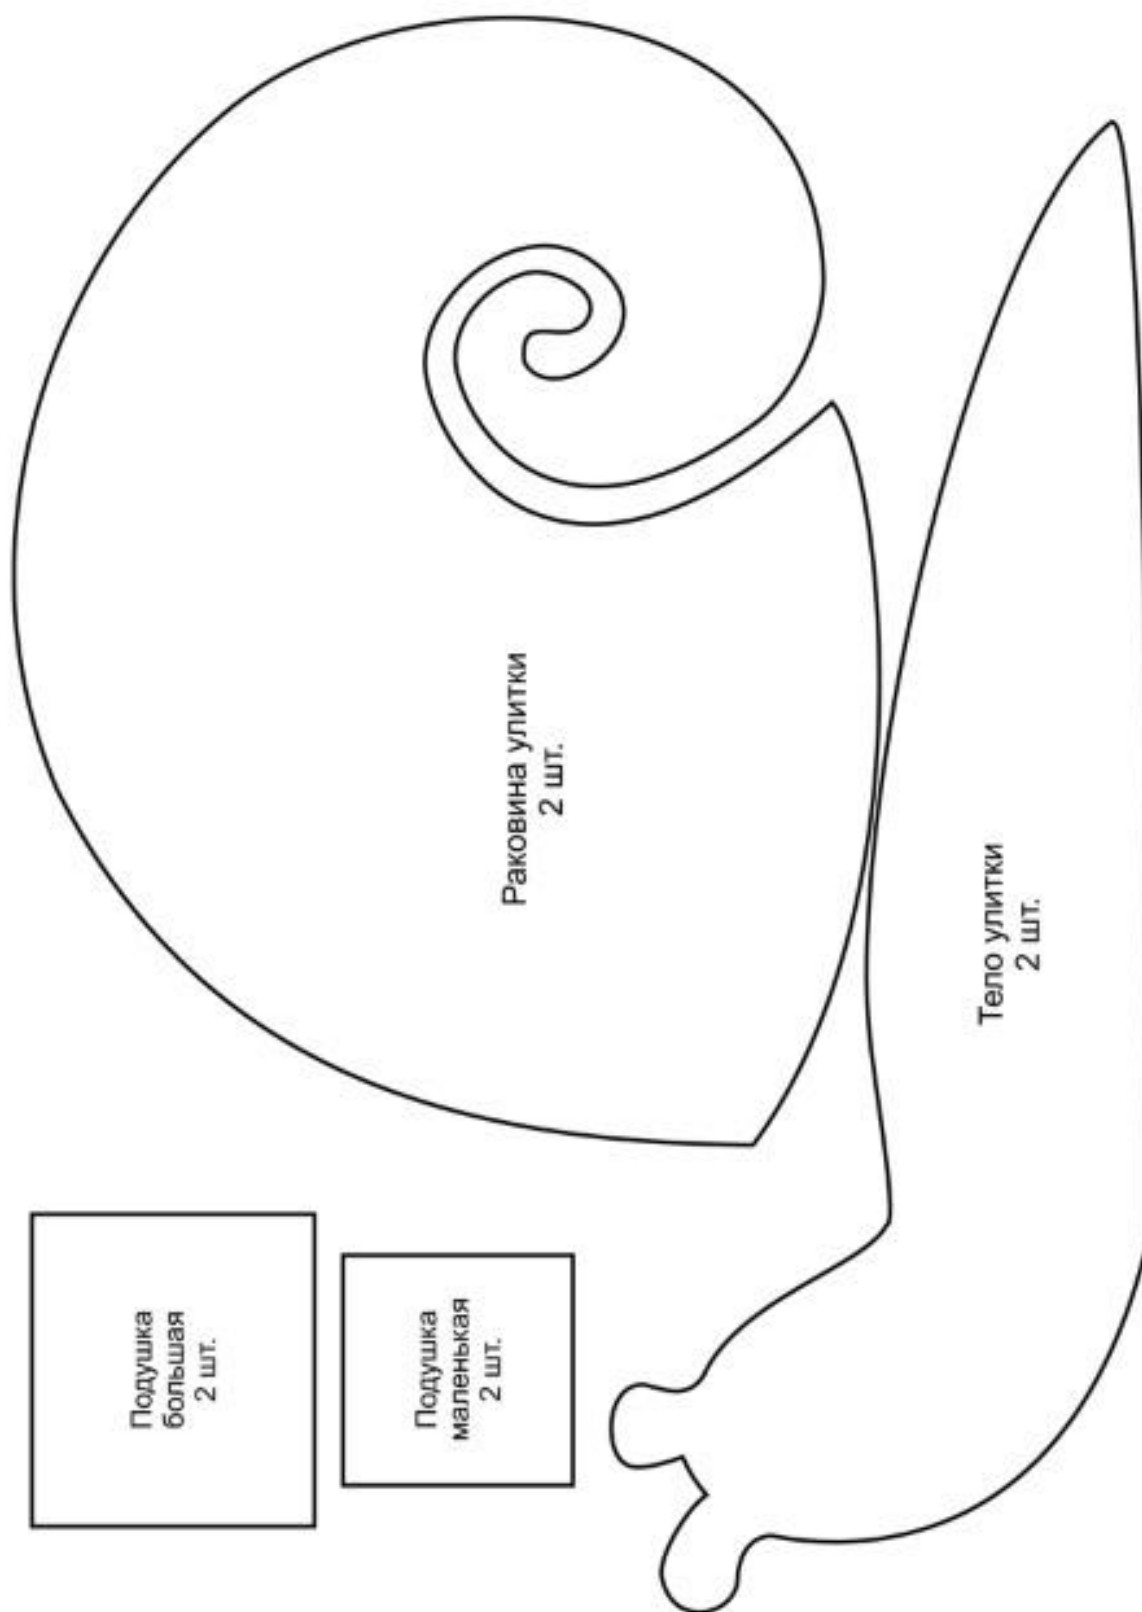 Раковина улитки
2 шт.
Тело улитки
2 шт.
Подушка
большая
2 шт.
Подушка
маленькая
2 шт.